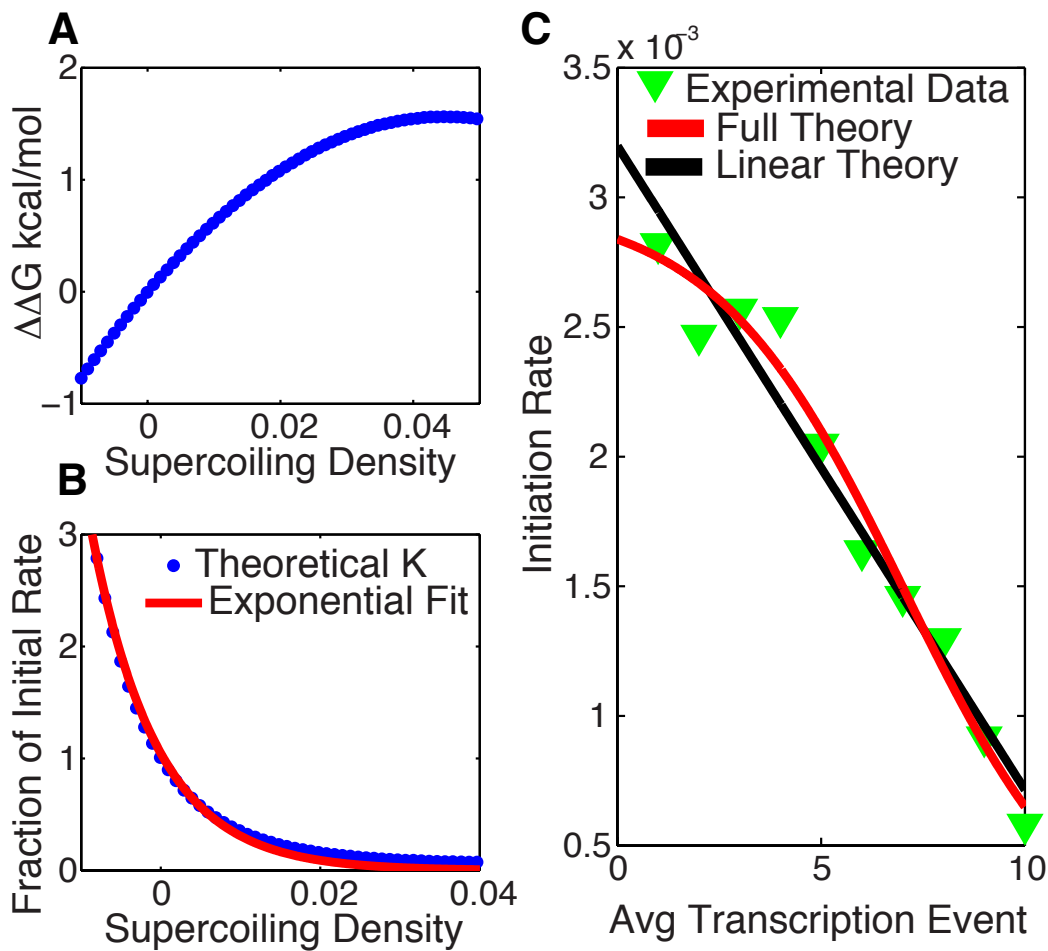 A
2
1
0
−1
ΔΔG kcal/mol
0
0.02
0.04
Supercoiling Density
B
3
2
1
0
Fraction of Initial Rate
Theoretical K
Exponential Fit
0
0.02
0.04
Supercoiling Density
C
x 10⁻³
3.5
3
2.5
2
1.5
1
0.5
Initiation Rate
Experimental Data
Full Theory
Linear Theory
0
5
10
Avg Transcription Event